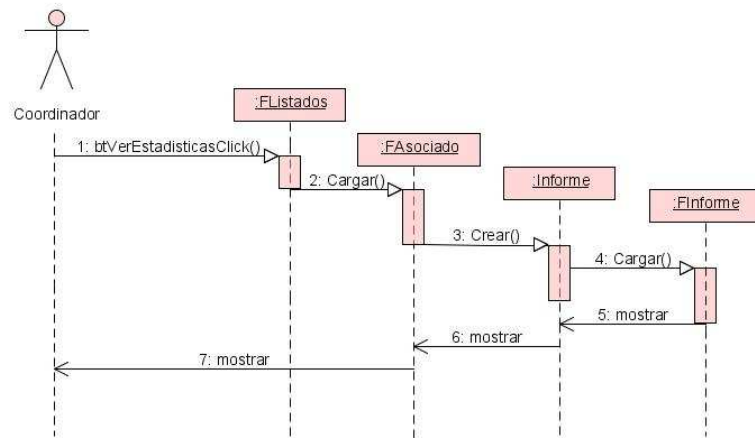 Coordinador
:FListados
:FAsociado
:Informe
:FInforme
1: btVerEstadisticasClick()
2: Cargar()
3: Crear()
4: Cargar()
5: mostrar
6: mostrar
7: mostrar